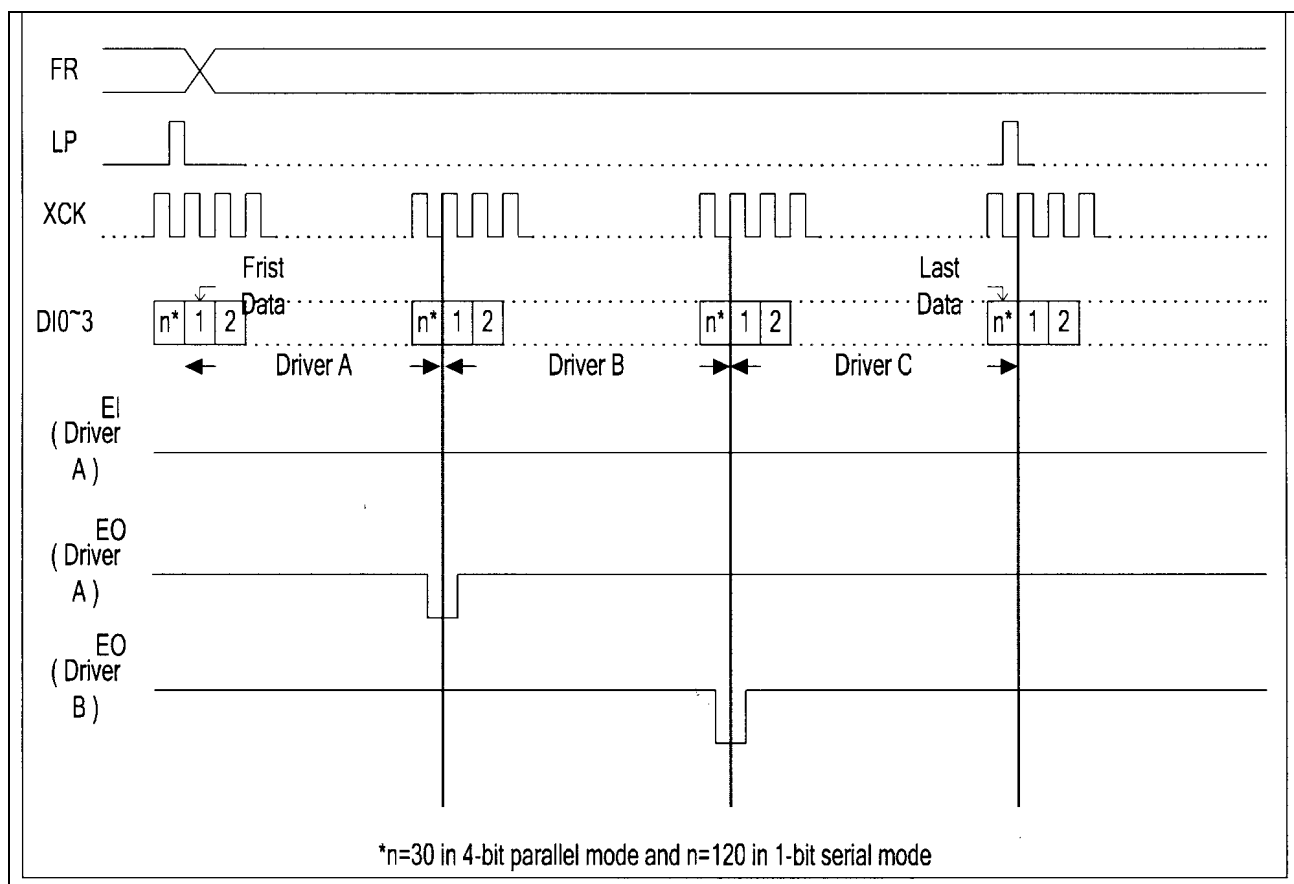 FR
LP
XCK
Frist
Data
Last
Data
DI0~3
n* 1 2
n* 1 2
n* 1 2
n* 1 2
Driver A
Driver B
Driver C
EI
( Driver
A )
EO
( Driver
A )
EO
( Driver
B )
*n=30 in 4-bit parallel mode and n=120 in 1-bit serial mode